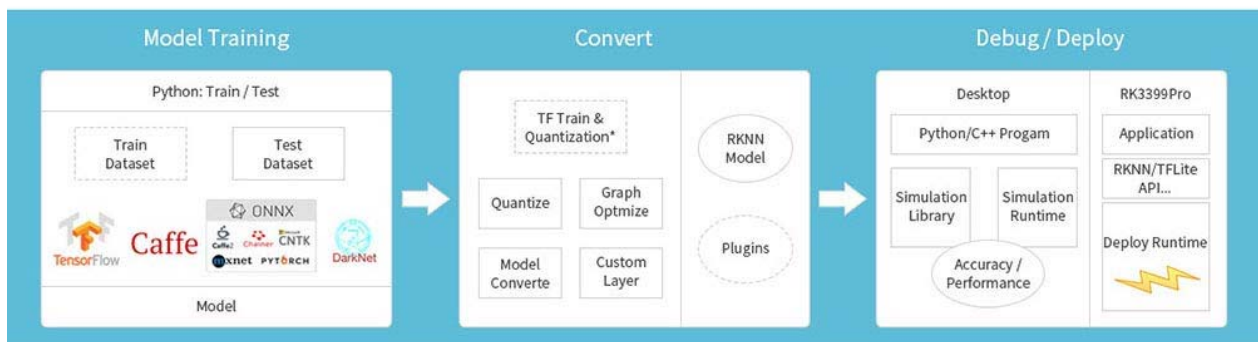 Model Training
Python: Train / Test
Train
Dataset
Test
Dataset
TensorFlow
Caffe
ONNX
Caffe2
Chainer
Microsoft
CNTK
mxnet
PYTORCH
DarkNet
Model
Convert
TF Train &
Quantization*
Quantize
Graph
Optmize
Model
Converte
Custom
Layer
RKNN
Model
Plugins
Debug / Deploy
Desktop
Python/C++ Progam
Simulation
Library
Simulation
Runtime
Accuracy /
Performance
RK3399Pro
Application
RKNN/TFLite
API...
Deploy Runtime